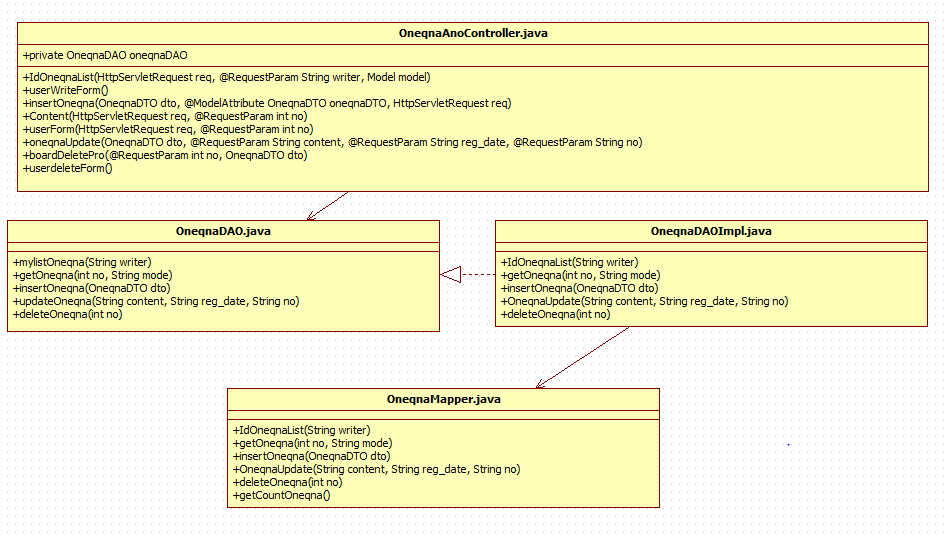 OneqnaAnoController.java
+private OneqnaDAO oneqnaDAO
+IdOneqnaList(HttpServletRequest req, @RequestParam String writer, Model model)
+userWriteForm()
+insertOneqna(OneqnaDTO dto, @ModelAttribute OneqnaDTO oneqnaDTO, HttpServletRequest req)
+Content(HttpServletRequest req, @RequestParam int no)
+userForm(HttpServletRequest req, @RequestParam int no)
+oneqnaUpdate(OneqnaDTO dto, @RequestParam String content, @RequestParam String reg_date, @RequestParam String no)
+boardDeletePro(@RequestParam int no, OneqnaDTO dto)
+userdeleteForm()
OneqnaDAO.java
+mylistOneqna(String writer)
+getOneqna(int no, String mode)
+insertOneqna(OneqnaDTO dto)
+updateOneqna(String content, String reg_date, String no)
+deleteOneqna(int no)
OneqnaDAOImpl.java
+IdOneqnaList(String writer)
+getOneqna(int no, String mode)
+insertOneqna(OneqnaDTO dto)
+OneqnaUpdate(String content, String reg_date, String no)
+deleteOneqna(int no)
OneqnaMapper.java
+IdOneqnaList(String writer)
+getOneqna(int no, String mode)
+insertOneqna(OneqnaDTO dto)
+OneqnaUpdate(String content, String reg_date, String no)
+deleteOneqna(int no)
+getCountOneqna()